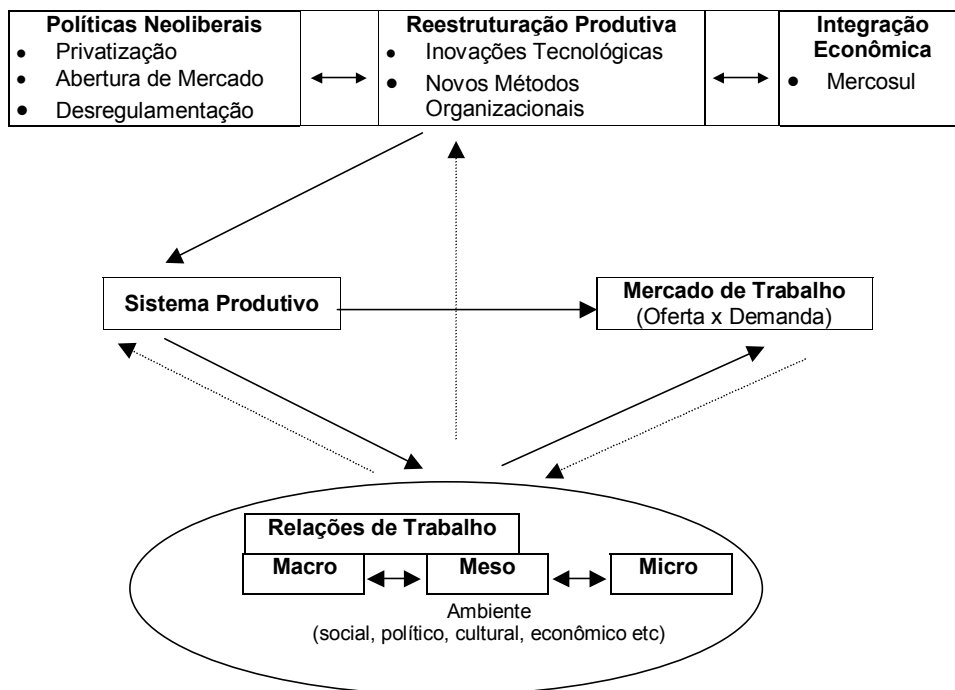 Políticas Neoliberais
• Privatização
• Abertura de Mercado
• Desregulamentação
Reestruturação Produtiva
• Inovações Tecnológicas
• Novos Métodos
Organizacionais
Integração
Econômica
• Mercosul
Sistema Produtivo
Mercado de Trabalho
(Oferta x Demanda)
Relações de Trabalho
Macro
Meso
Micro
Ambiente
(social, político, cultural, econômico etc)